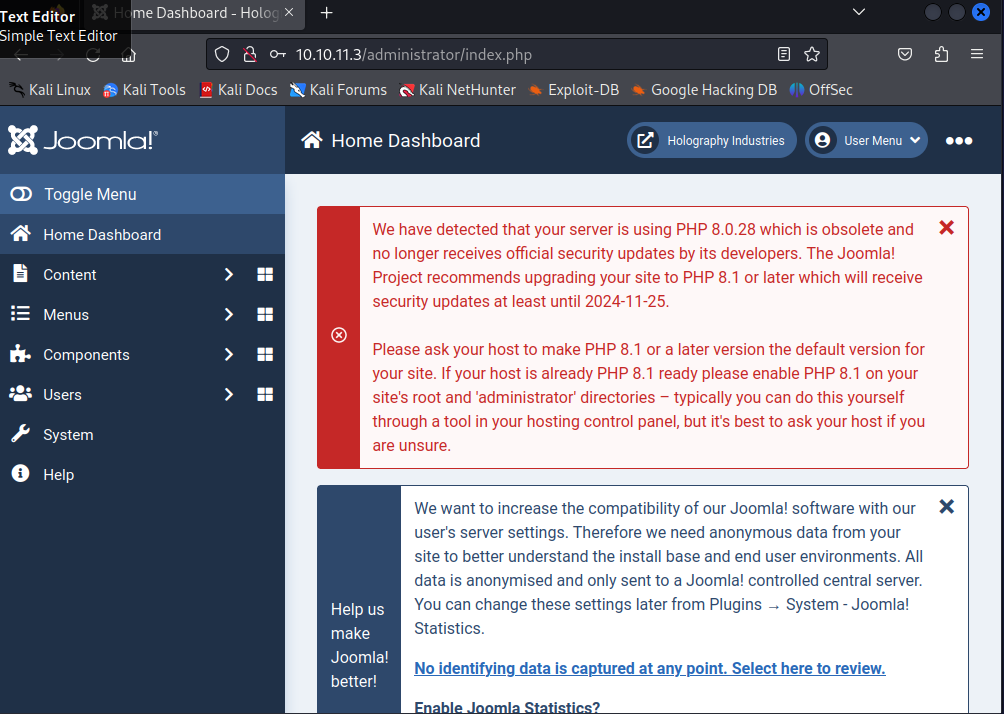 Text Editor
Simple Text Editor
Home Dashboard - Holog
10.10.11.3/administrator/index.php
Kali Linux Kali Tools Kali Docs Kali Forums Kali NetHunter Exploit-DB Google Hacking DB OffSec
Joomla!®
Home Dashboard
Holography Industries
User Menu
Toggle Menu
Home Dashboard
Content
Menus
Components
Users
System
Help
We have detected that your server is using PHP 8.0.28 which is obsolete and
no longer receives official security updates by its developers. The Joomla!
Project recommends upgrading your site to PHP 8.1 or later which will receive
security updates at least until 2024-11-25.
Please ask your host to make PHP 8.1 or a later version the default version for
your site. If your host is already PHP 8.1 ready please enable PHP 8.1 on your
site's root and 'administrator' directories – typically you can do this yourself
through a tool in your hosting control panel, but it's best to ask your host if you
are unsure.
Help us
make
Joomla!
better!
We want to increase the compatibility of our Joomla! software with our
user's server settings. Therefore we need anonymous data from your
site to better understand the install base and end user environments. All
data is anonymised and only sent to a Joomla! controlled central server.
You can change these settings later from Plugins → System - Joomla!
Statistics.
No identifying data is captured at any point. Select here to review.
Enable Joomla Statistics?